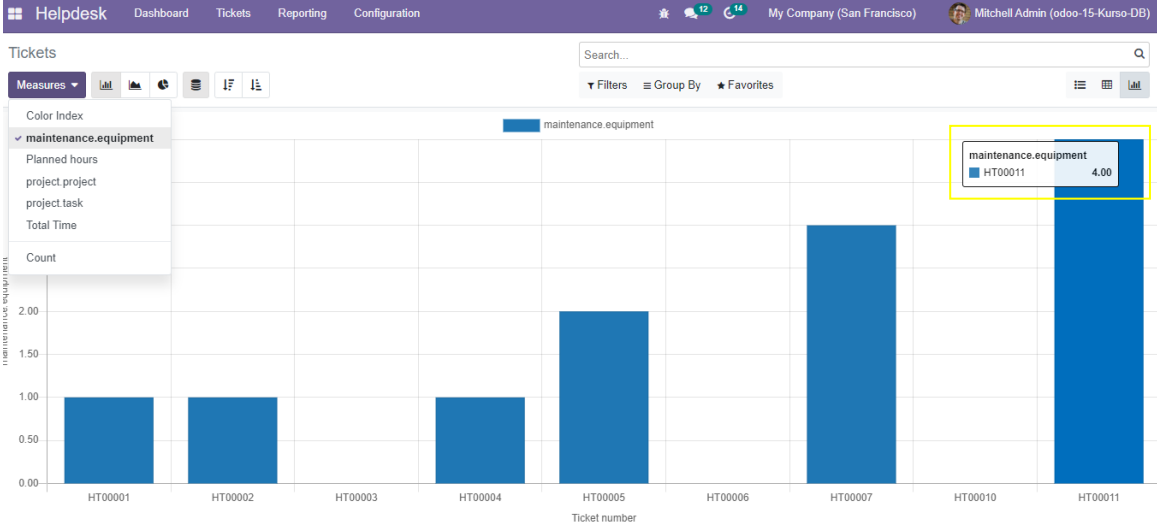 Helpdesk Dashboard Tickets Reporting Configuration 12 14 My Company (San Francisco) Mitchell Admin (odoo-15-Kurso-DB)
Tickets
Search...
Measures Filters Group By Favorites
Color Index
maintenance.equipment
Planned hours
project.project
project.task
Total Time
Count
maintenance.equipment
maintenance.equipment
HT00011 4.00
maintenance.equipment
2.00
1.50
1.00
0.50
0.00
HT00001 HT00002 HT00003 HT00004 HT00005 HT00006 HT00007 HT00010 HT00011
Ticket number